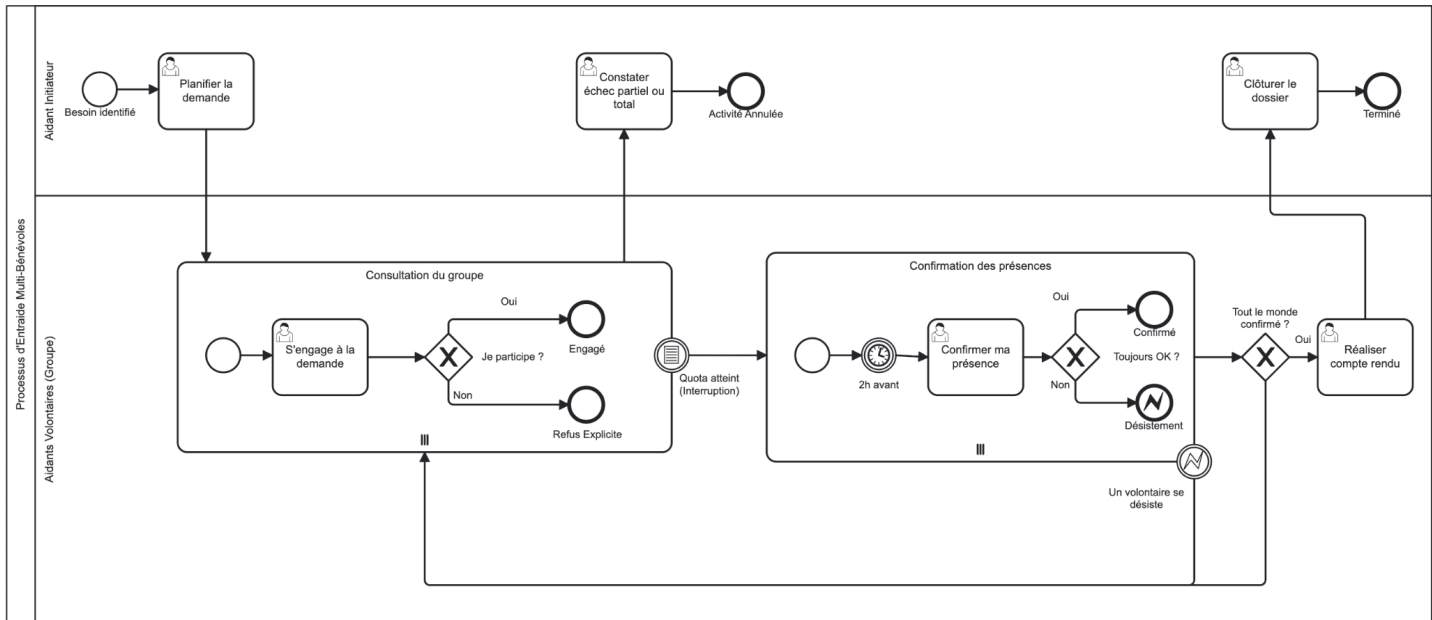 Processus d'Entraide Multi-Bénévoles
Aidant Initiateur
Besoin identifié
Planifier la
demande
Constater
échec partiel ou
total
Activité Annulée
Clôturer le
dossier
Terminé
Aidants Volontaires (Groupe)
Consultation du groupe
S'engage à la
demande
Je participe ?
Oui
Engagé
Non
Refus Explicite
Quota atteint
(Interruption)
Confirmation des présences
2h avant
Confirmer ma
présence
Toujours OK ?
Oui
Confirmé
Non
Désistement
Un volontaire se
désiste
Tout le monde
confirmé ?
Oui
Réaliser
compte rendu